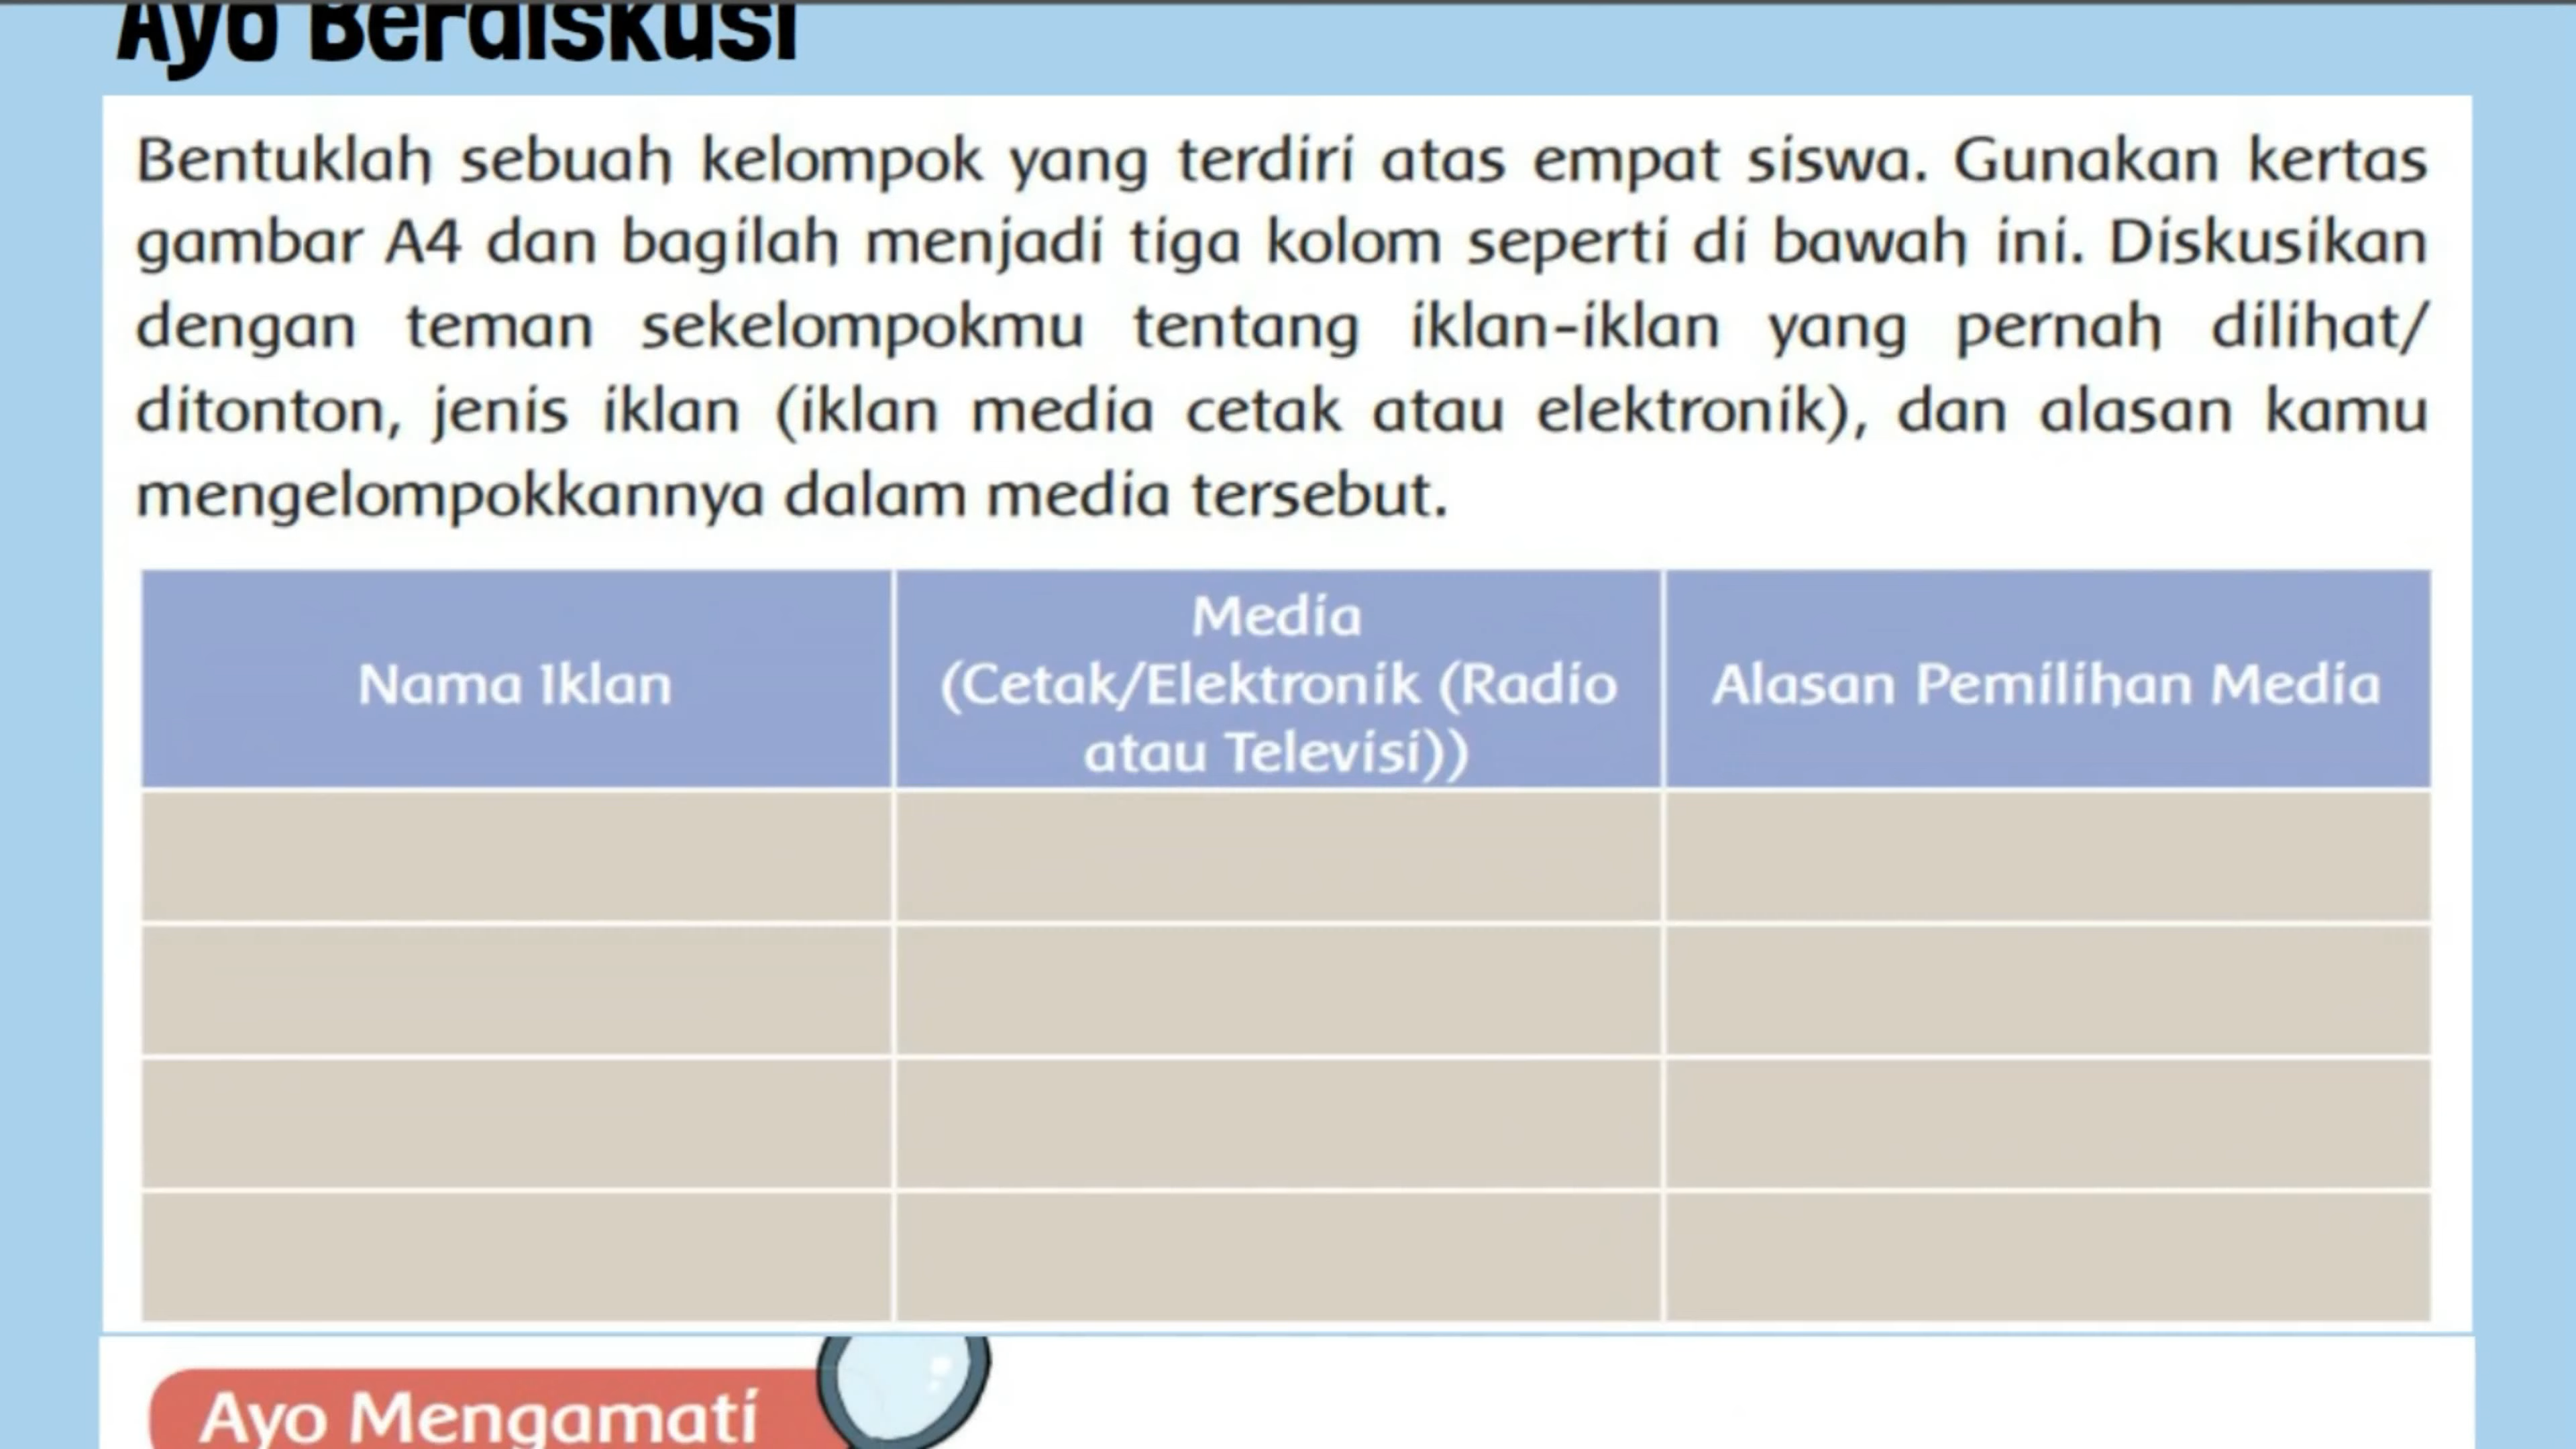 Ayo Berdiskusi
Bentuklah sebuah kelompok yang terdiri atas empat siswa. Gunakan kertas
gambar A4 dan bagilah menjadi tiga kolom seperti di bawah ini. Diskusikan
dengan teman sekelompokmu tentang iklan-iklan yang pernah dilihat/
ditonton, jenis iklan (iklan media cetak atau elektronik), dan alasan kamu
mengelompokkannya dalam media tersebut.
Nama Iklan
Media
(Cetak/Elektronik (Radio
atau Televisi))
Alasan Pemilihan Media
Ayo Mengamati